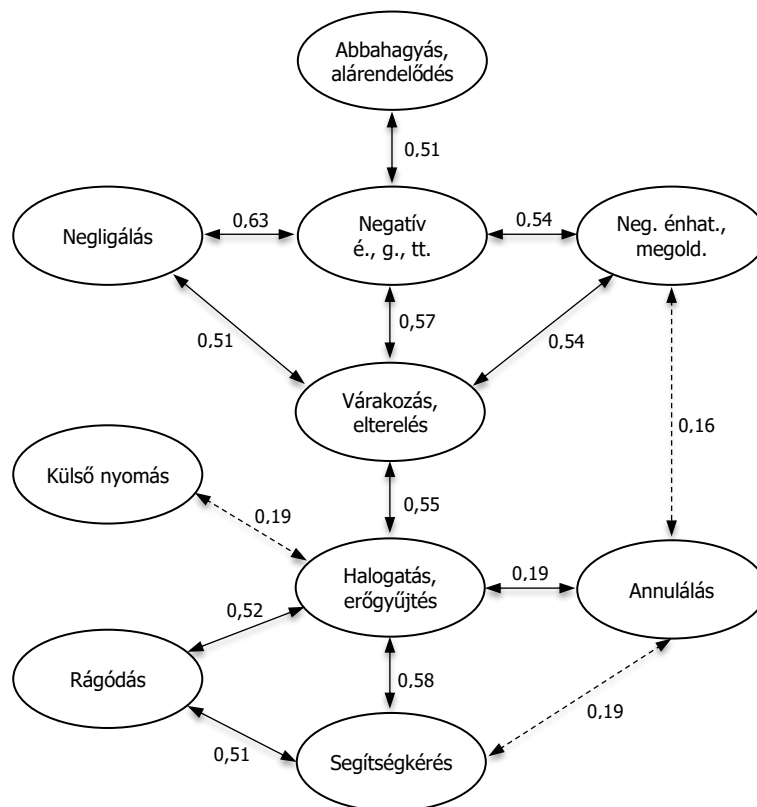 Abbahagyás,
alárendelődés
0,51
Negligálás
0,63
Negatív
é., g., tt.
0,54
Neg. énhat.,
megold.
0,51
0,57
0,54
Várakozás,
elterelés
0,16
Külső nyomás
0,19
0,55
Halogatás,
erőgyűjtés
0,19
Annulálás
0,52
Rágódás
0,58
0,19
0,51
Segítségkérés